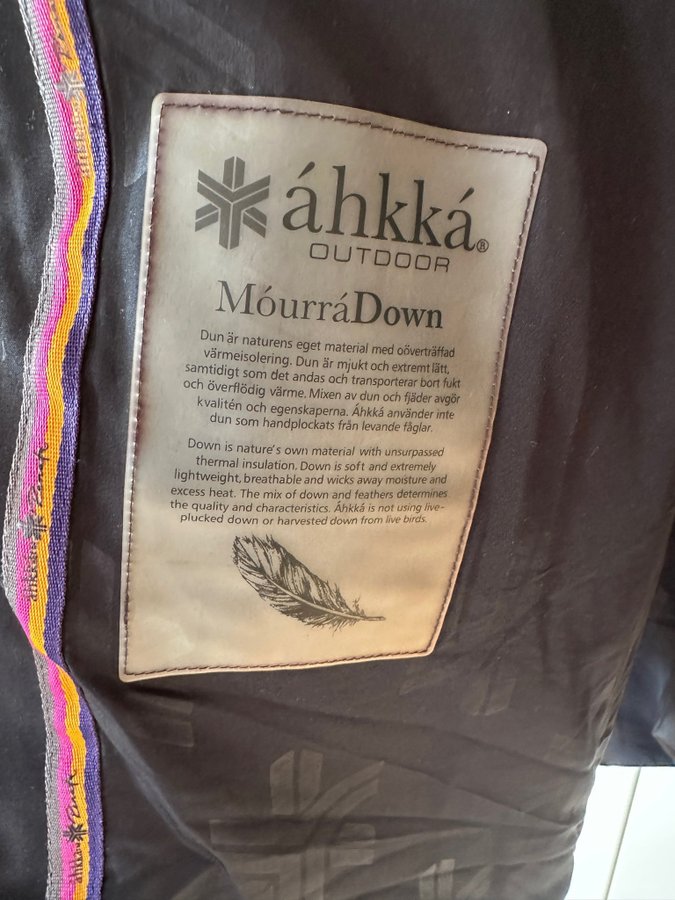 áhkká®
OUTDOOR
MóurráDown
Dun är naturens eget material med oöverträffad
värmeisolering. Dun är mjukt och extremt lätt,
samtidigt som det andas och transporterar bort fukt
och överflödig värme. Mixen av dun och fjäder avgör
kvalitén och egenskaperna. Áhkká använder inte
dun som handplockats från levande fåglar.
Down is nature's own material with unsurpassed
thermal insulation. Down is soft and extremely
lightweight, breathable and wicks away moisture and
excess heat. The mix of down and feathers determines
the quality and characteristics. Áhkká is not using live-
plucked down or harvested down from live birds.
áhkká
áhkká